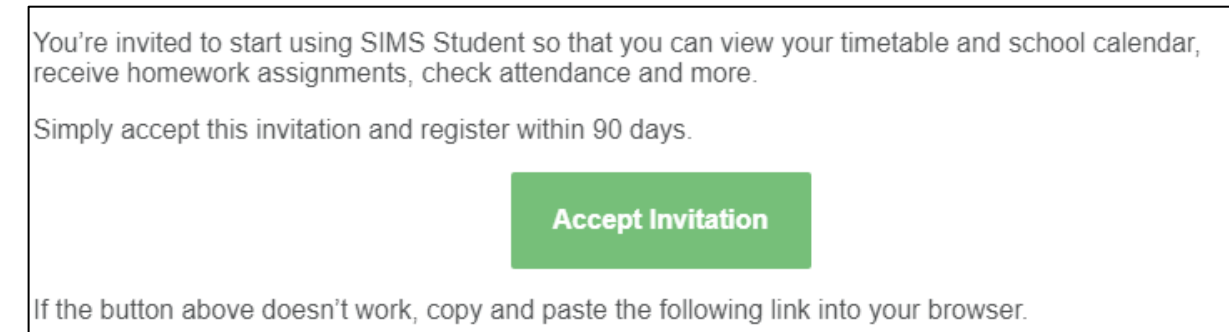 You’re invited to start using SIMS Student so that you can view your timetable and school calendar,
receive homework assignments, check attendance and more.
Simply accept this invitation and register within 90 days.
Accept Invitation
If the button above doesn’t work, copy and paste the following link into your browser.